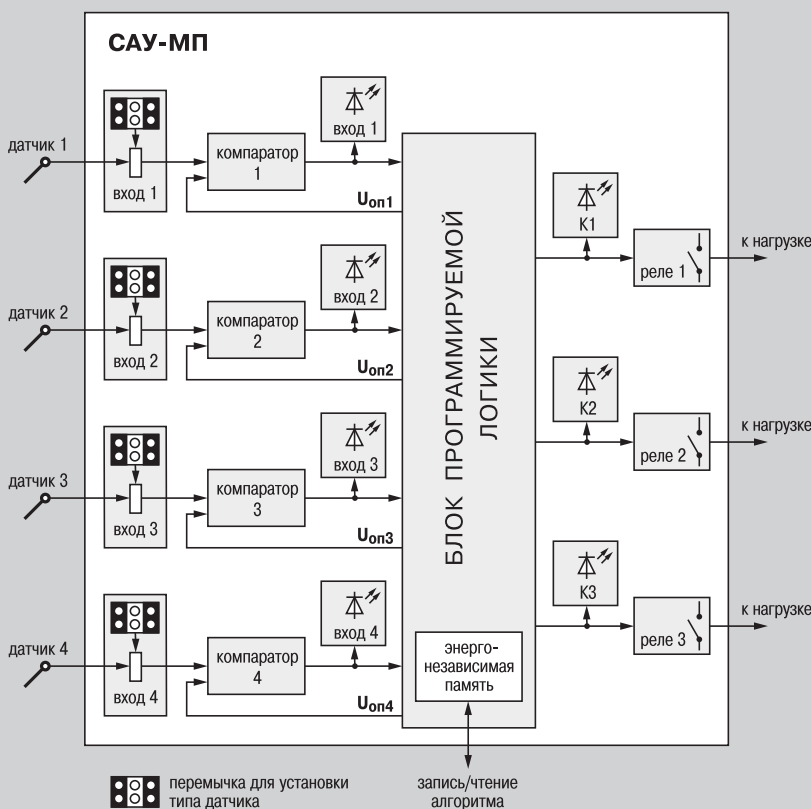 САУ-МП
датчик 1
вход 1
компаратор
1
вход 1
Uоп1
датчик 2
вход 2
компаратор
2
вход 2
Uоп2
датчик 3
вход 3
компаратор
3
вход 3
Uоп3
датчик 4
вход 4
компаратор
4
вход 4
Uоп4
БЛОК ПРОГРАММИРУЕМОЙ
ЛОГИКИ
энерго-
независимая
память
К1
реле 1
к нагрузке
К2
реле 2
к нагрузке
К3
реле 3
к нагрузке
перемычка для установки
типа датчика
запись/чтение
алгоритма